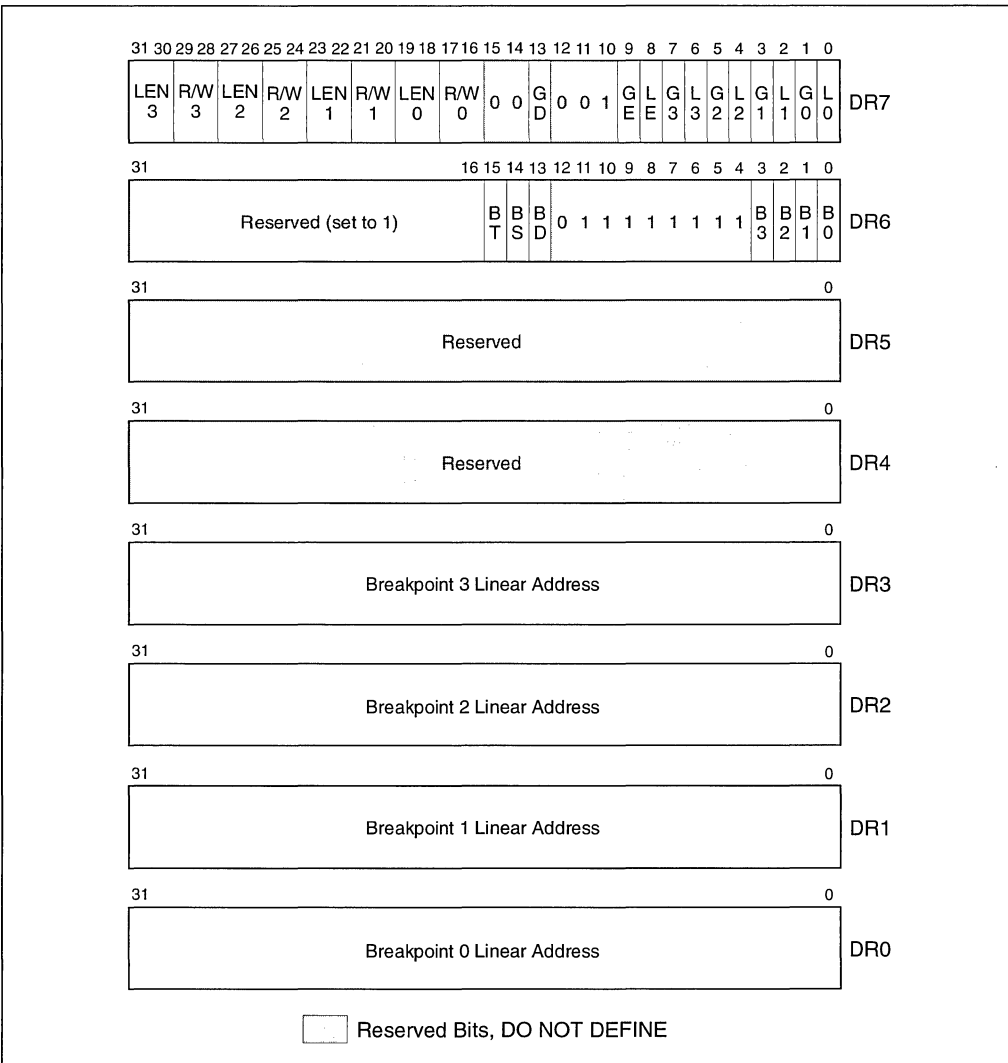 31 30 29 28 27 26 25 24 23 22 21 20 19 18 17 16 15 14 13 12 11 10 9 8 7 6 5 4 3 2 1 0
LEN 3 R/W 3 LEN 2 R/W 2 LEN 1 R/W 1 LEN 0 R/W 0 0 0 GD 0 0 1 GE LE G3 L3 G2 L2 G1 L1 G0 L0 DR7
31 16 15 14 13 12 11 10 9 8 7 6 5 4 3 2 1 0
Reserved (set to 1) BT BS BD 0 1 1 1 1 1 1 1 1 B3 B2 B1 B0 DR6
31 0
Reserved DR5
31 0
Reserved DR4
31 0
Breakpoint 3 Linear Address DR3
31 0
Breakpoint 2 Linear Address DR2
31 0
Breakpoint 1 Linear Address DR1
31 0
Breakpoint 0 Linear Address DR0
Reserved Bits, DO NOT DEFINE